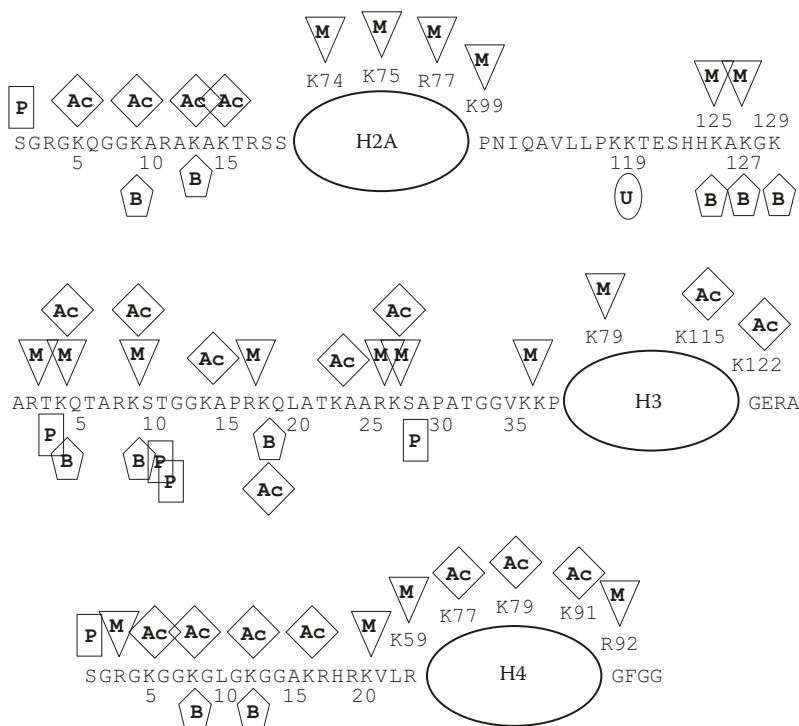 M M M M
K74 K75 R77 K99
P Ac Ac Ac Ac M M
125 129
SGRGKQGGKARAKTRSS H2A PNIQAVLLPKKTESHHKAKGK
5 10 15 119 127
B B U B B B
M Ac Ac
Ac Ac Ac K79 K115 K122
M M M Ac M Ac M M M
ARTKQTARKSTGGKAPRKQLATKAARKSAPATGGVKKP H3 GERA
5 10 15 20 25 30 35
P B B P P B P
Ac
Ac Ac Ac M
M K77 K79 K91 R92
P M Ac Ac Ac Ac M K59
SGRGKGGKGLGKGGAKRHRKVLR H4 GFGG
5 10 15 20
B B